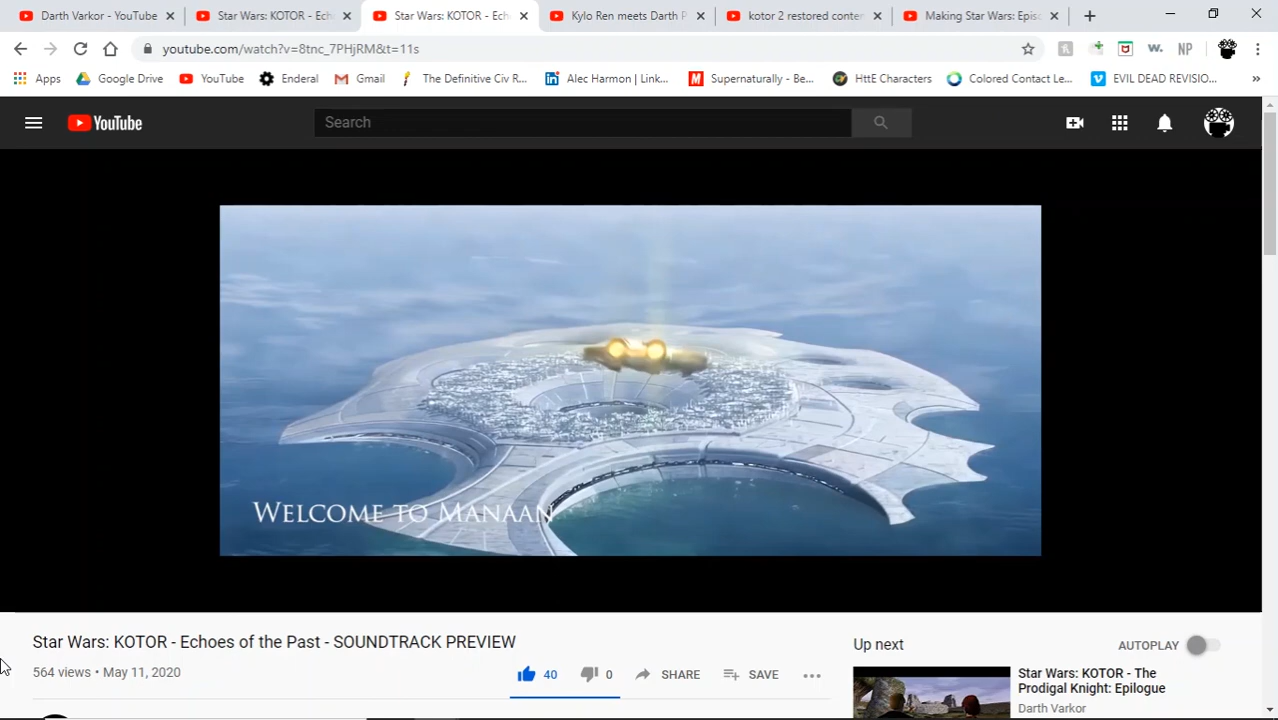 Darth Varkor - YouTube
Star Wars: KOTOR - Ech
Star Wars: KOTOR - Ech
Kylo Ren meets Darth P
kotor 2 restored conten
Making Star Wars: Episo
youtube.com/watch?v=8tnc_7PHjRM&t=11s
w.
NP
Apps
Google Drive
YouTube
Enderal
Gmail
The Definitive Civ R...
Alec Harmon | Link...
Supernaturally - Be...
HttE Characters
Colored Contact Le...
EVIL DEAD REVISIO...
YouTube
Search
WELCOME TO MANAAN
Star Wars: KOTOR - Echoes of the Past - SOUNDTRACK PREVIEW
564 views • May 11, 2020
40
0
SHARE
SAVE
Up next
AUTOPLAY
Star Wars: KOTOR - The
Prodigal Knight: Epilogue
Darth Varkor